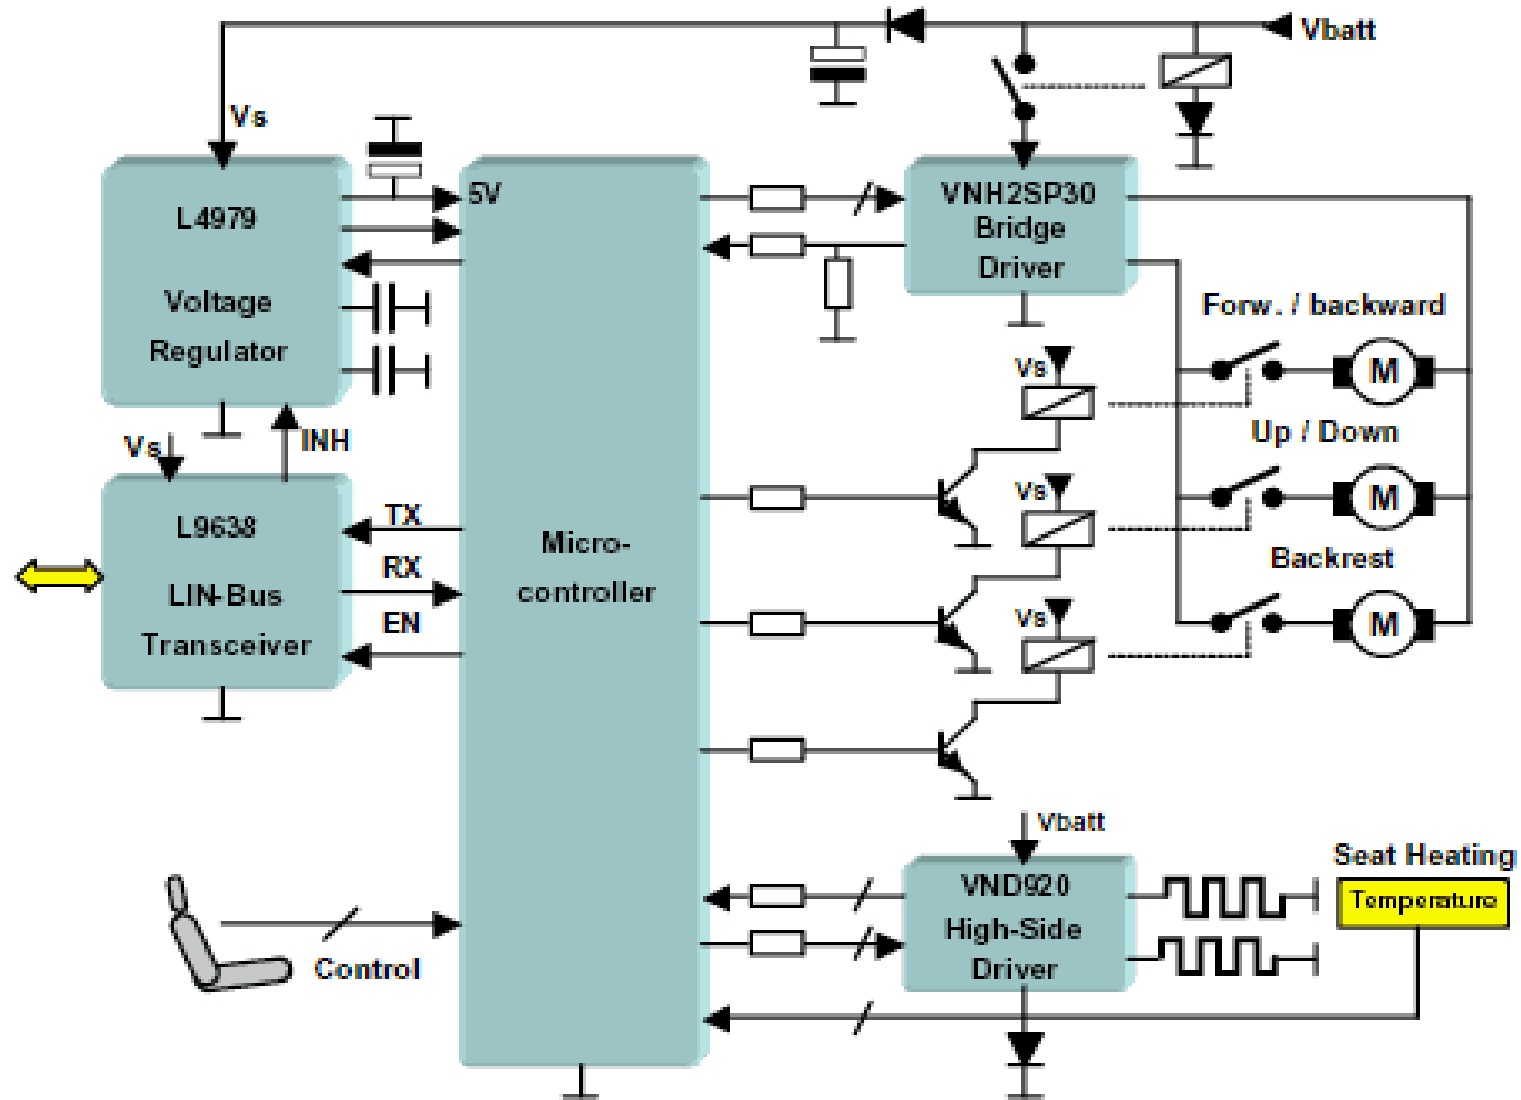 Vbatt
Vs
L4979
Voltage
Regulator
5V
VNH2SP30
Bridge
Driver
Forw. / backward
M
Vs
Up / Down
M
Vs
Backrest
M
Vs
Vs
INH
L9638
LIN-Bus
Transceiver
TX
RX
EN
Micro-
controller
Control
Vbatt
VND920
High-Side
Driver
Seat Heating
Temperature